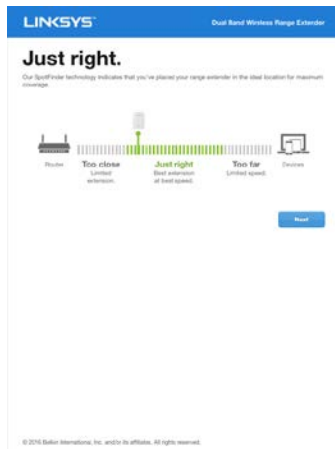 LINKSYS
Dual Band Wireless Range Extender
Just right.
Our SpotFinder technology indicates that you've placed your range extender in the ideal location for maximum
coverage.
Router
Too close
Limited
extension.
Just right
Best extension
at best speed.
Too far
Limited speed.
Devices
Next
© 2016 Belkin International, Inc. and/or its affiliates. All rights reserved.